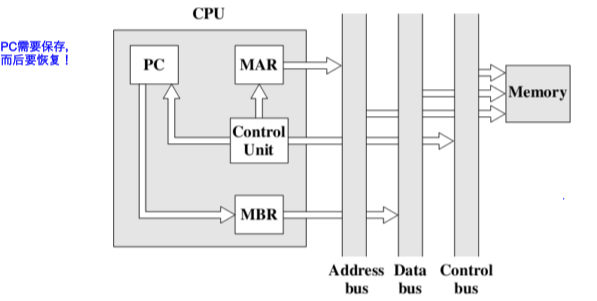 CPU
PC需要保存,
而后要恢复！
PC
MAR
Memory
Control
Unit
MBR
Address Data Control
bus bus bus